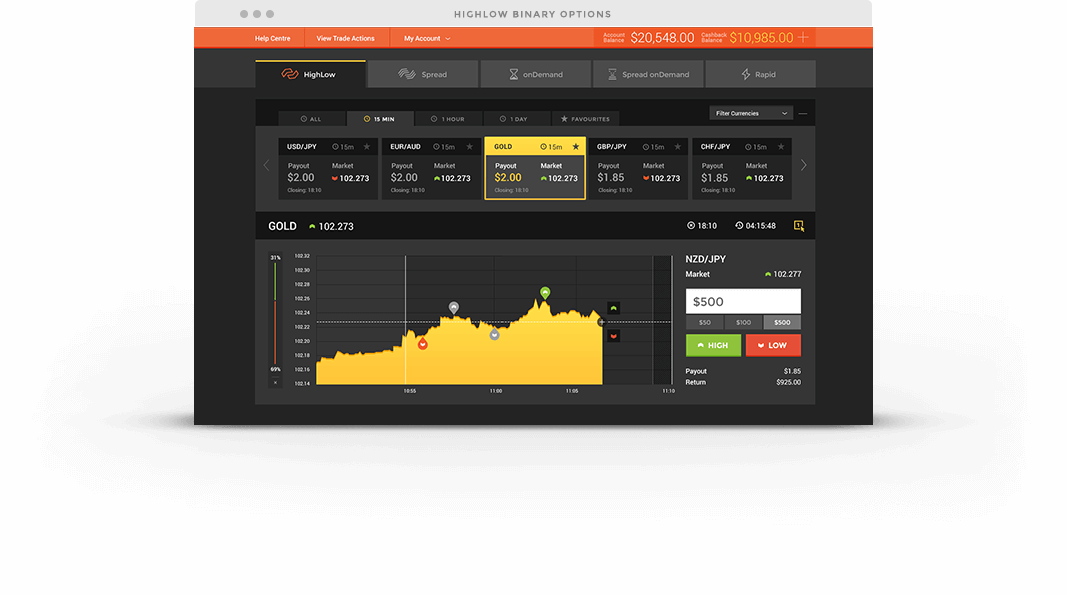 HIGHLOW BINARY OPTIONS
Help Centre View Trade Actions My Account Account Balance $20,548.00 Cashback Balance $10,985.00
HighLow Spread onDemand Spread onDemand Rapid
ALL 15 MIN 1 HOUR 1 DAY FAVOURITES Filter Currencies
USD/JPY 15m EUR/AUD 15m GOLD 15m GBP/JPY 15m CHF/JPY 15m
Payout Market Payout Market Payout Market Payout Market Payout Market
$2.00 102.273 $2.00 102.273 $2.00 102.273 $1.85 102.273 $1.85 102.273
Closing: 18:10 Closing: 18:10 Closing: 18:10 Closing: 18:10 Closing: 18:10
GOLD 102.273 18:10 04:15:48
31%
69%
102.32
102.30
102.28
102.26
102.24
102.22
102.20
102.18
102.16
102.14
10:55 11:00 11:05 11:10
NZD/JPY
Market 102.277
$500
$50 $100 $500
HIGH LOW
Payout $1.85
Return $925.00